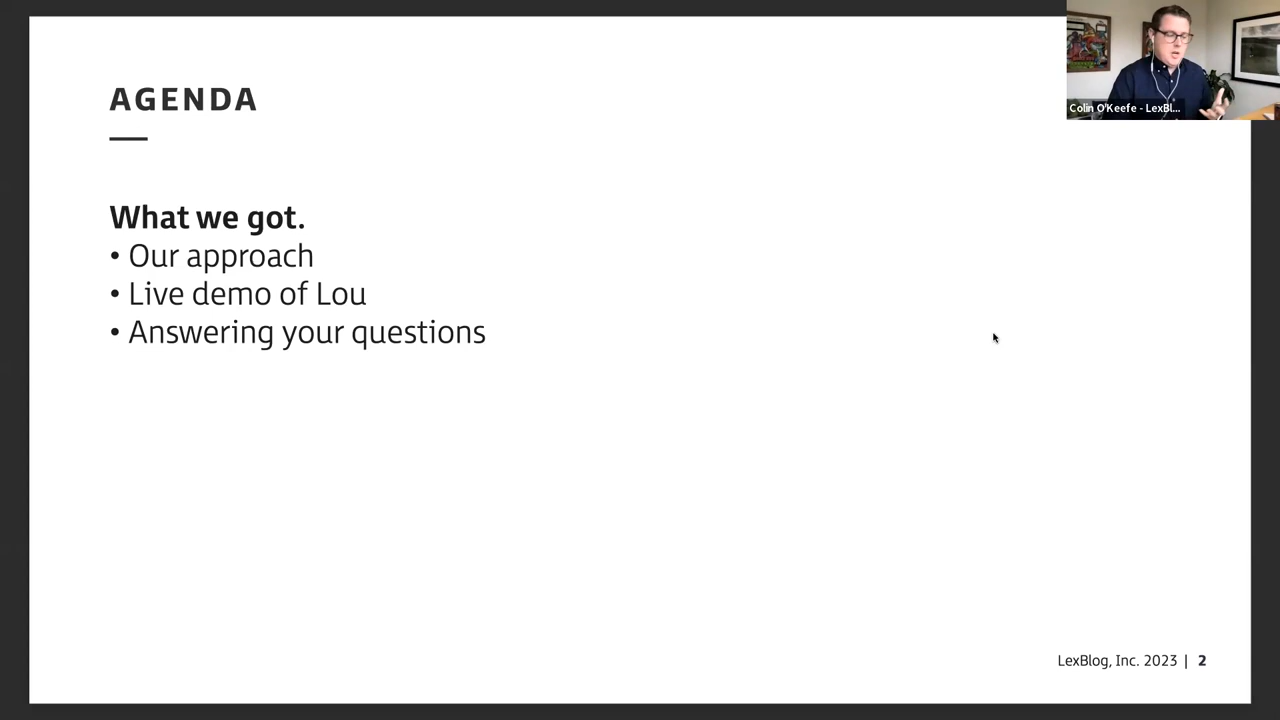 AGENDA
What we got.
• Our approach
• Live demo of Lou
• Answering your questions
Colin O'Keefe - LexBl...
LexBlog, Inc. 2023 | 2